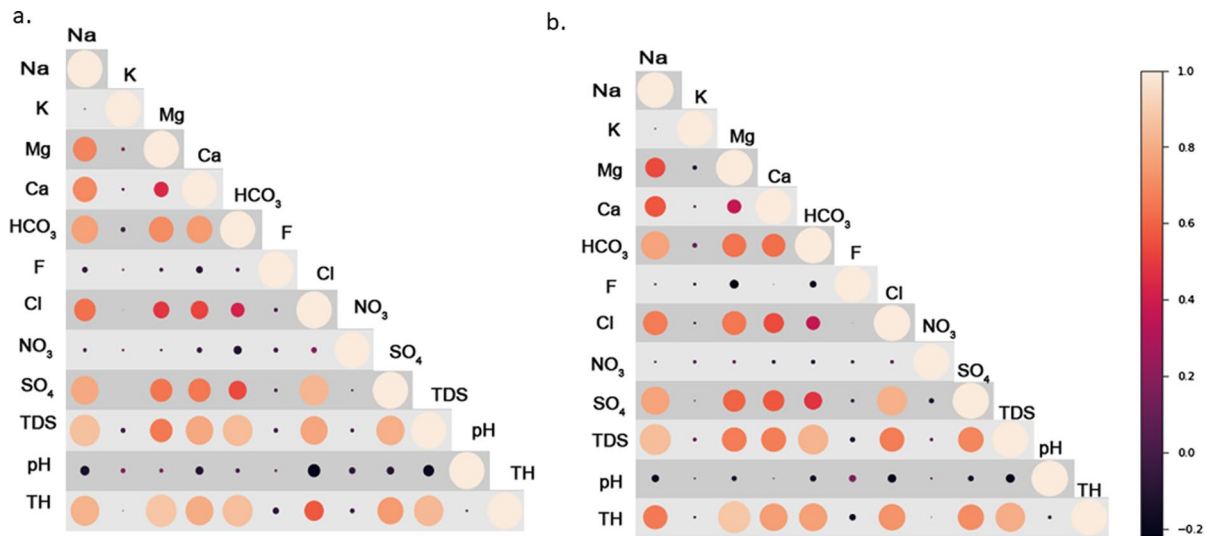 a.
Na
Na
K
K
Mg
Mg
Ca
Ca
HCO₃
HCO₃
F
F
Cl
Cl
NO₃
NO₃
SO₄
SO₄
TDS
TDS
pH
pH
TH
TH
b.
Na
Na
K
K
Mg
Mg
Ca
Ca
HCO₃
HCO₃
F
F
Cl
Cl
NO₃
NO₃
SO₄
SO₄
TDS
TDS
pH
pH
TH
TH
1.0
0.8
0.6
0.4
0.2
0.0
−0.2